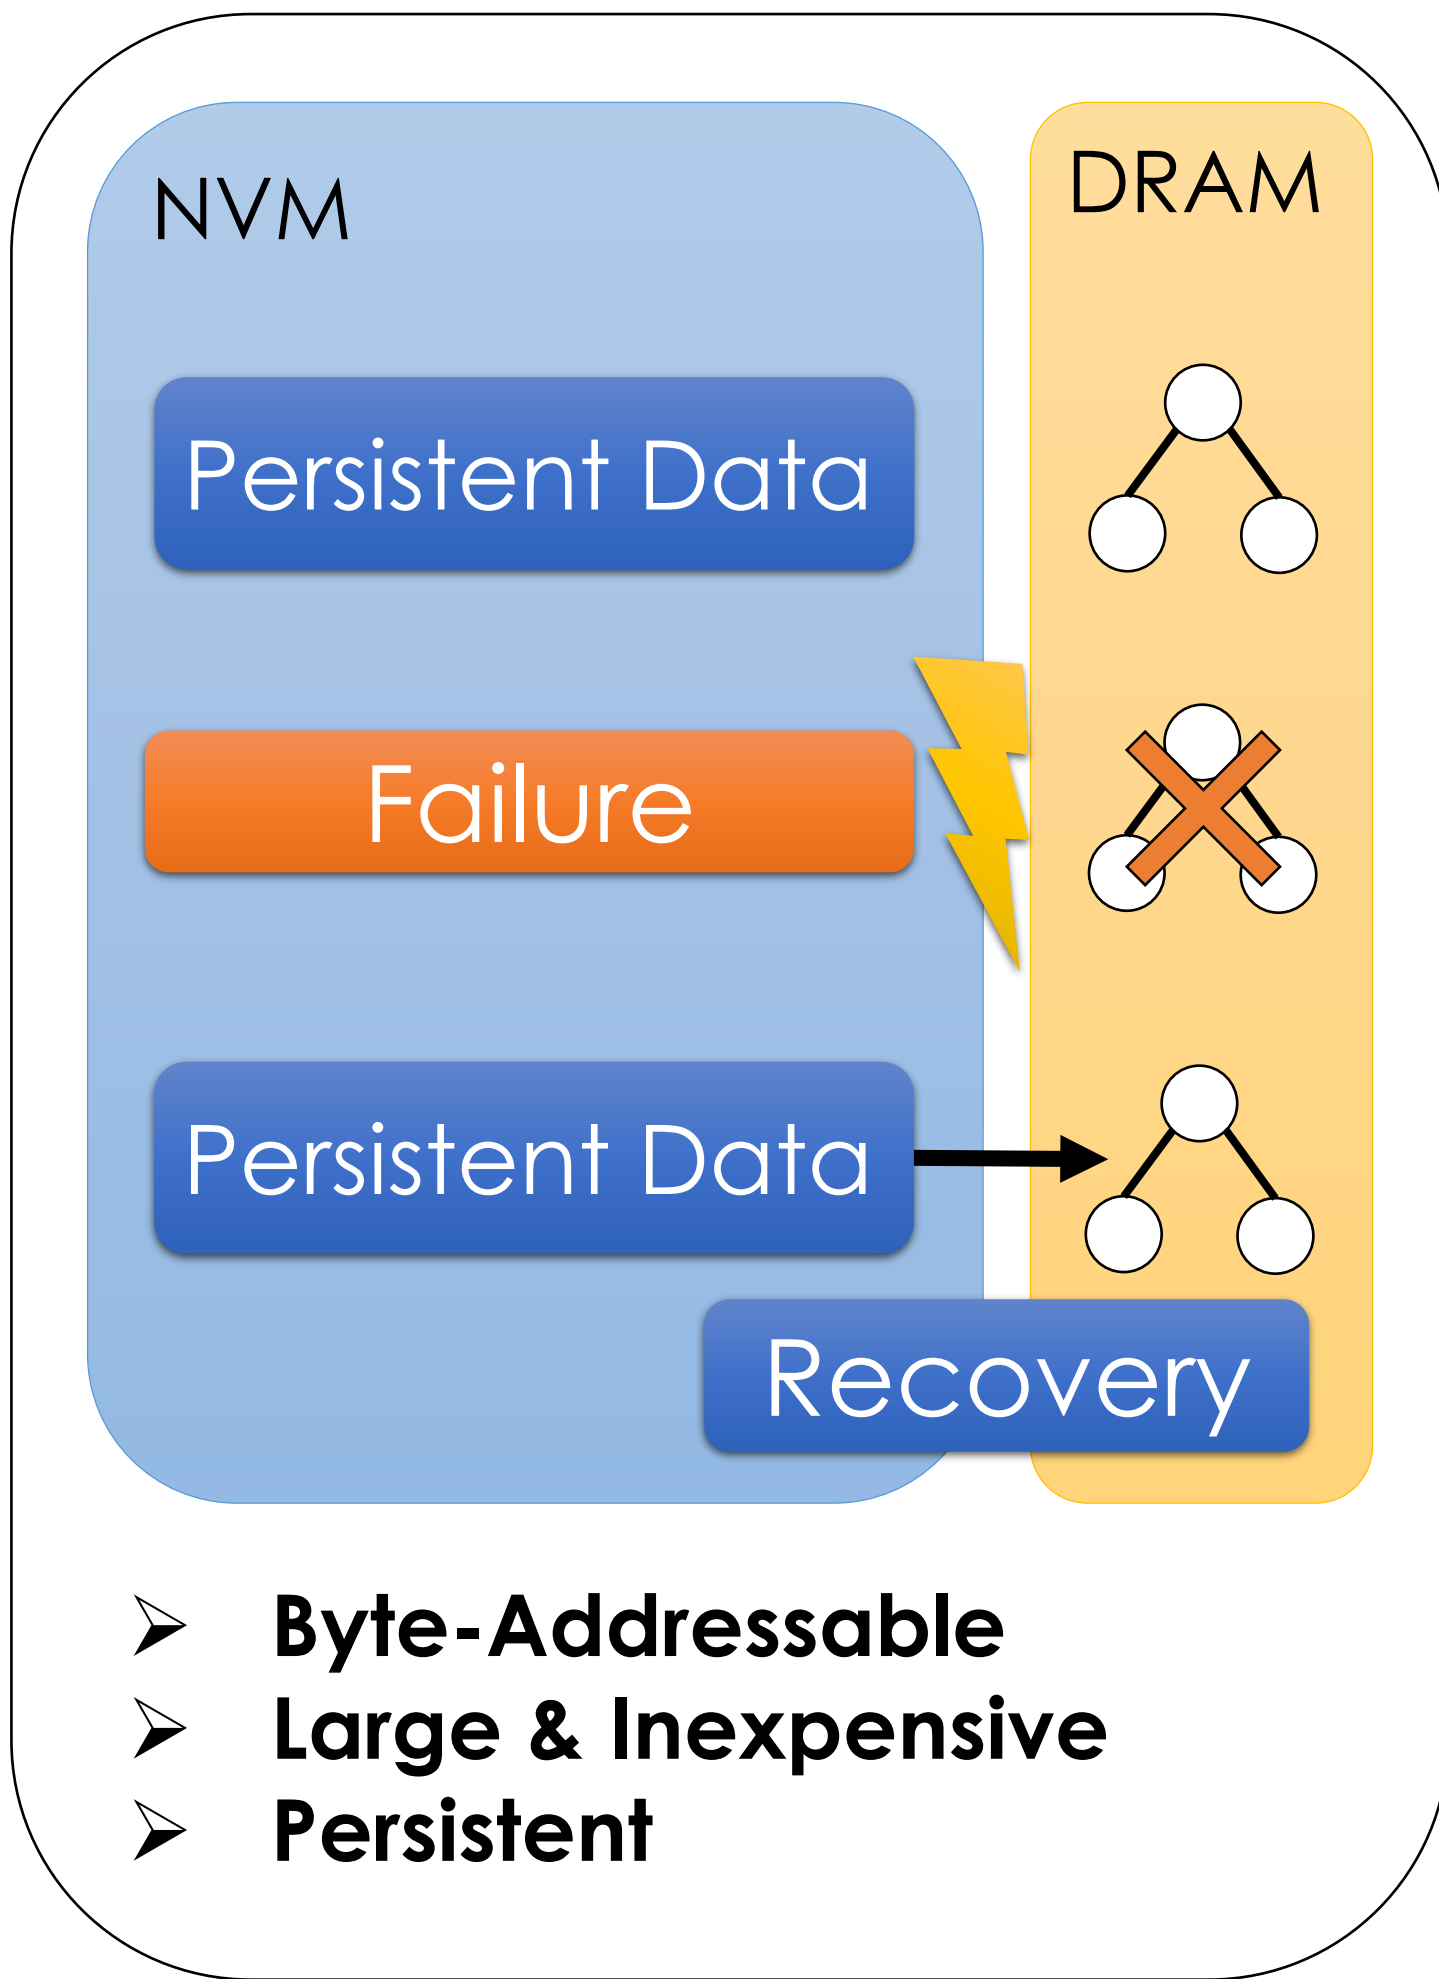 NVM
DRAM
Persistent Data
Failure
Persistent Data
Recovery
Byte-Addressable
Large & Inexpensive
Persistent